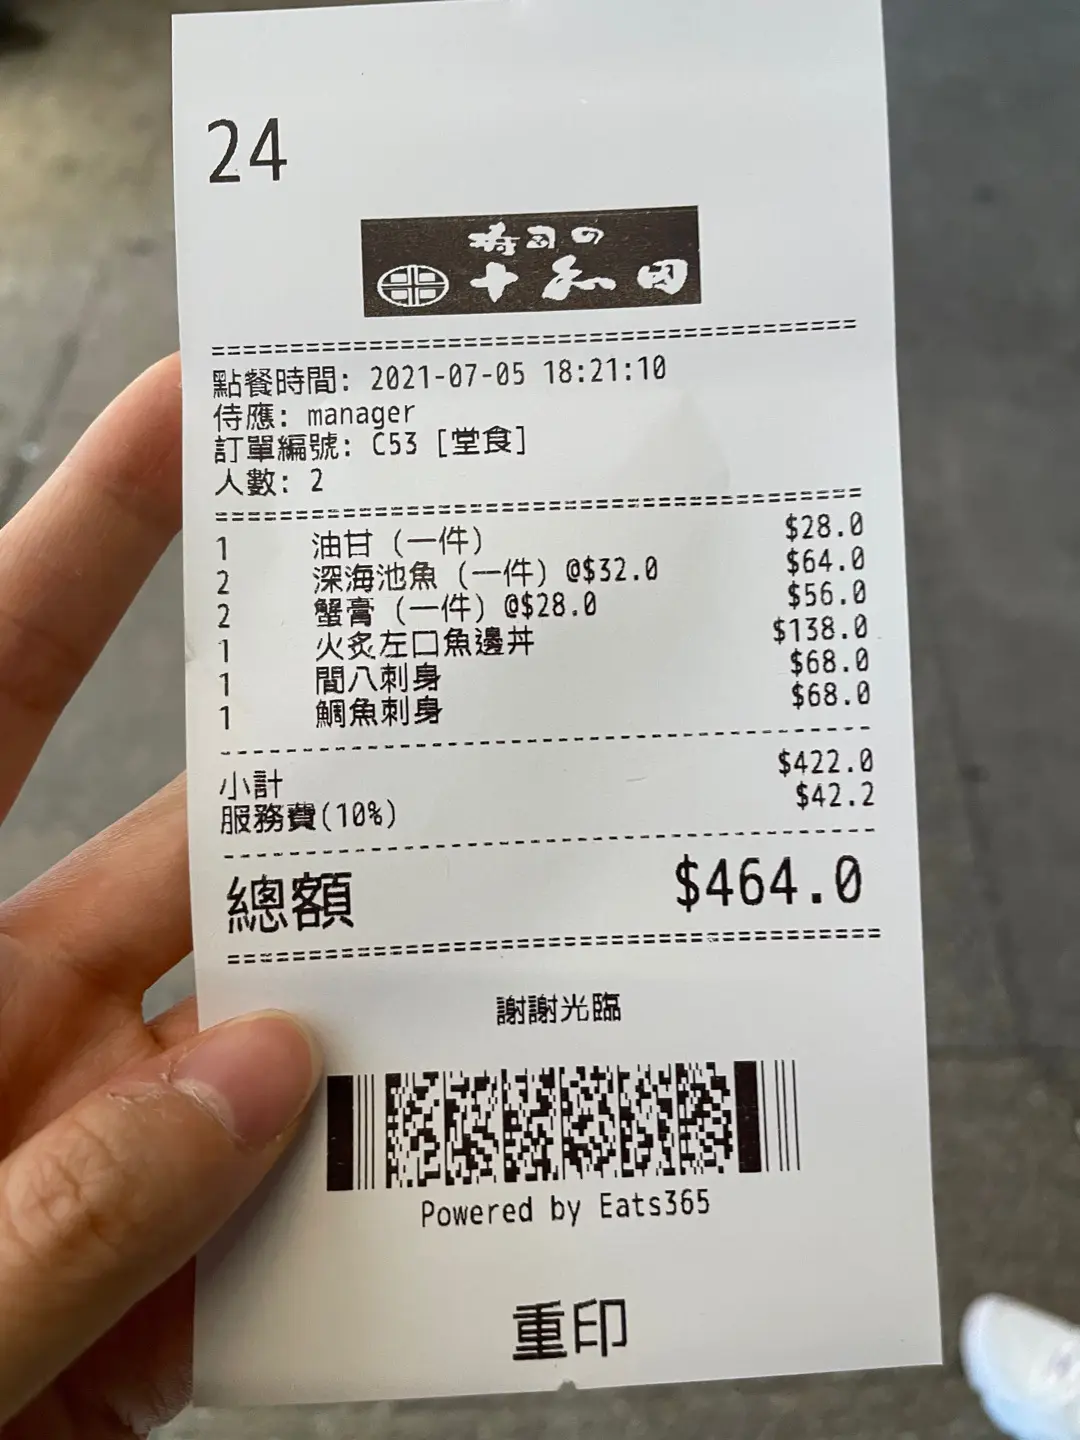 24
寿司の
十和田
點餐時間: 2021-07-05 18:21:10
侍應: manager
訂單編號: C53 [堂食]
人數: 2
1 油甘 (一件) $28.0
2 深海池魚 (一件) @$32.0 $64.0
2 蟹膏 (一件) @$28.0 $56.0
1 火炙左口魚邊丼 $138.0
1 間八刺身 $68.0
1 鯛魚刺身 $68.0
小計 $422.0
服務費(10%) $42.2
總額 $464.0
謝謝光臨
Powered by Eats365
重印